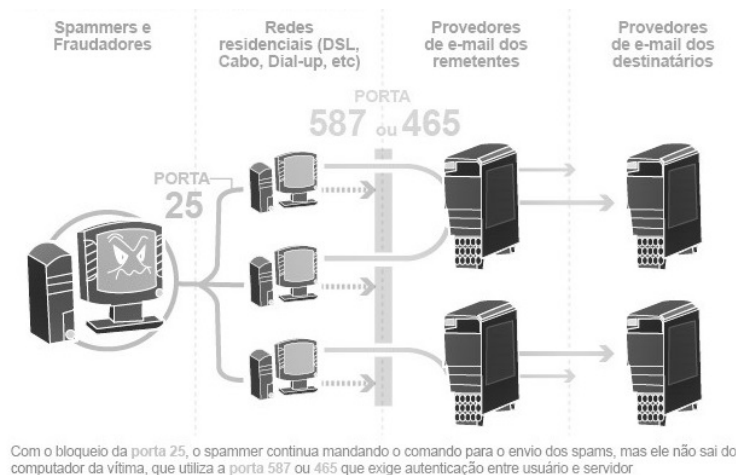 Spammers e
Fraudadores
Redes
residenciais (DSL,
Cabo, Dial-up, etc)
Provedores
de e-mail dos
remetentes
Provedores
de e-mail dos
destinatários
PORTA
587 ou 465
PORTA
25
Com o bloqueio da porta 25, o spammer continua mandando o comando para o envio dos spams, mas ele não sai do
computador da vítima, que utiliza a porta 587 ou 465 que exige autenticação entre usuário e servidor